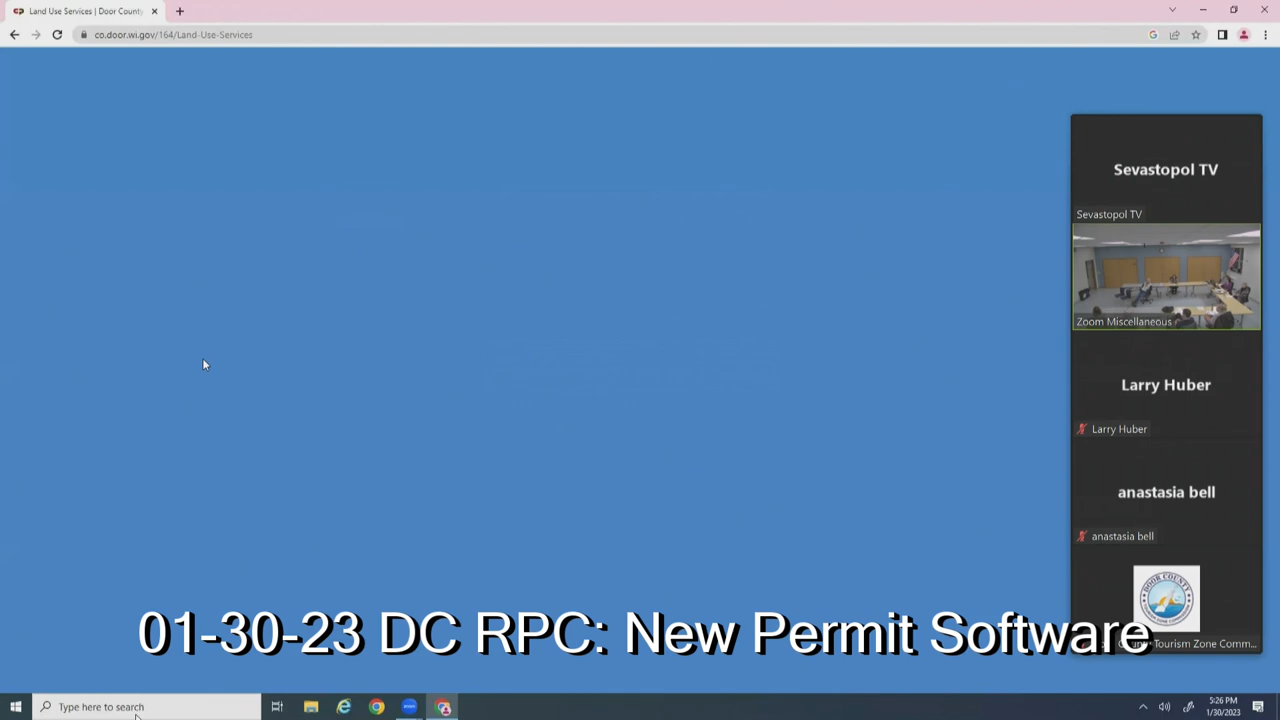 Land Use Services | Door County
co.door.wi.gov/164/Land-Use-Services
Sevastopol TV
Sevastopol TV
Zoom Miscellaneous
Larry Huber
Larry Huber
anastasia bell
anastasia bell
DOOR COUNTY
Tourism Zone Comm...
01-30-23 DC RPC: New Permit Software
Type here to search
5:26 PM
1/30/2023